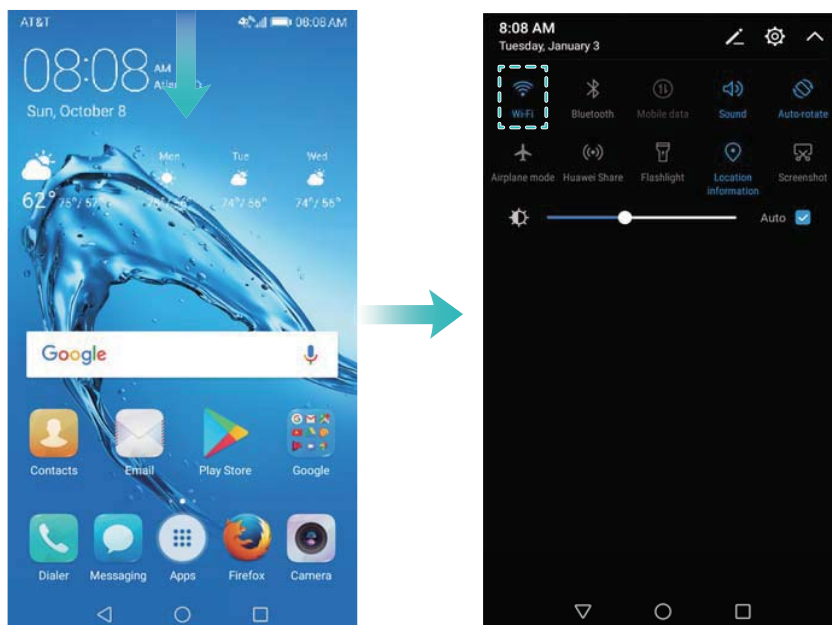 AT&T
08:08 AM
08:08 AM
Sun, October 8
Mon
Tue
Wed
62°
74°/ 56°
74°/ 56°
Google
Contacts
Email
Play Store
Google
Dialer
Messaging
Apps
Firefox
Camera
8:08 AM
Tuesday, January 3
Wi-Fi
Bluetooth
Mobile data
Sound
Auto-rotate
Airplane mode
Huawei Share
Flashlight
Location
information
Screenshot
Auto